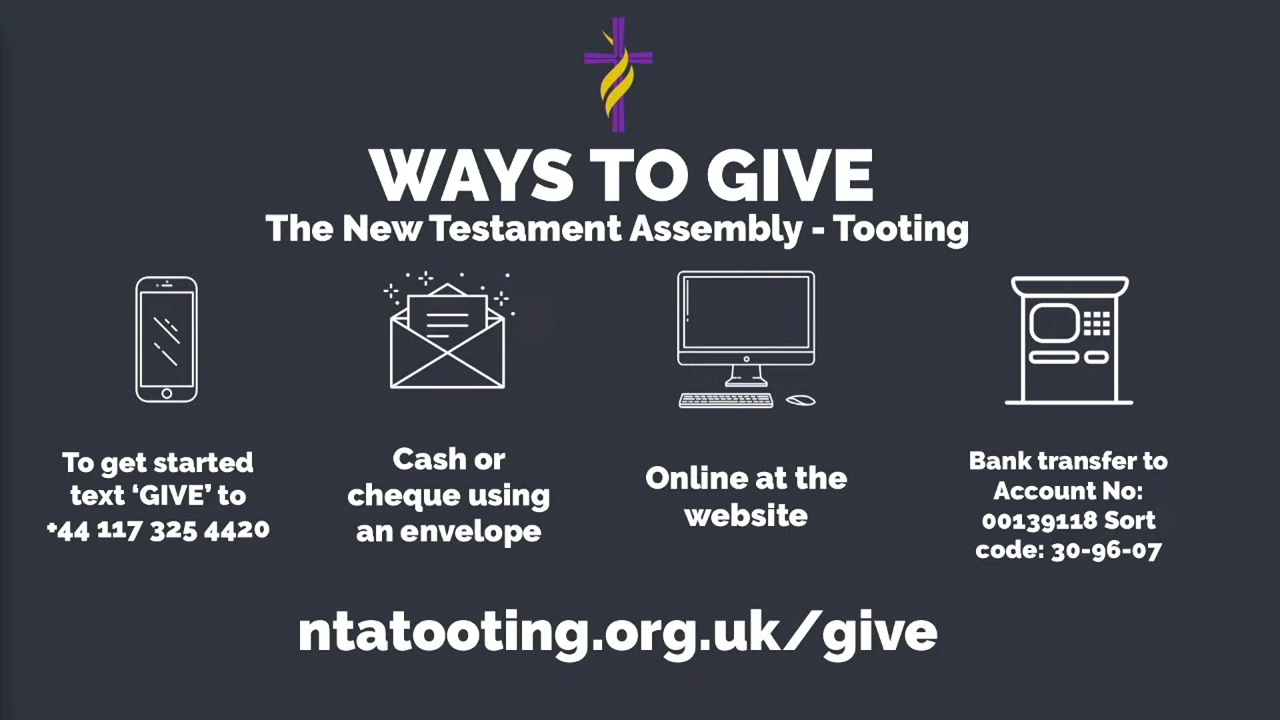 WAYS TO GIVE
The New Testament Assembly - Tooting
To get started
text ‘GIVE’ to
+44 117 325 4420
Cash or
cheque using
an envelope
Online at the
website
Bank transfer to
Account No:
00139118 Sort
code: 30-96-07
ntatooting.org.uk/give